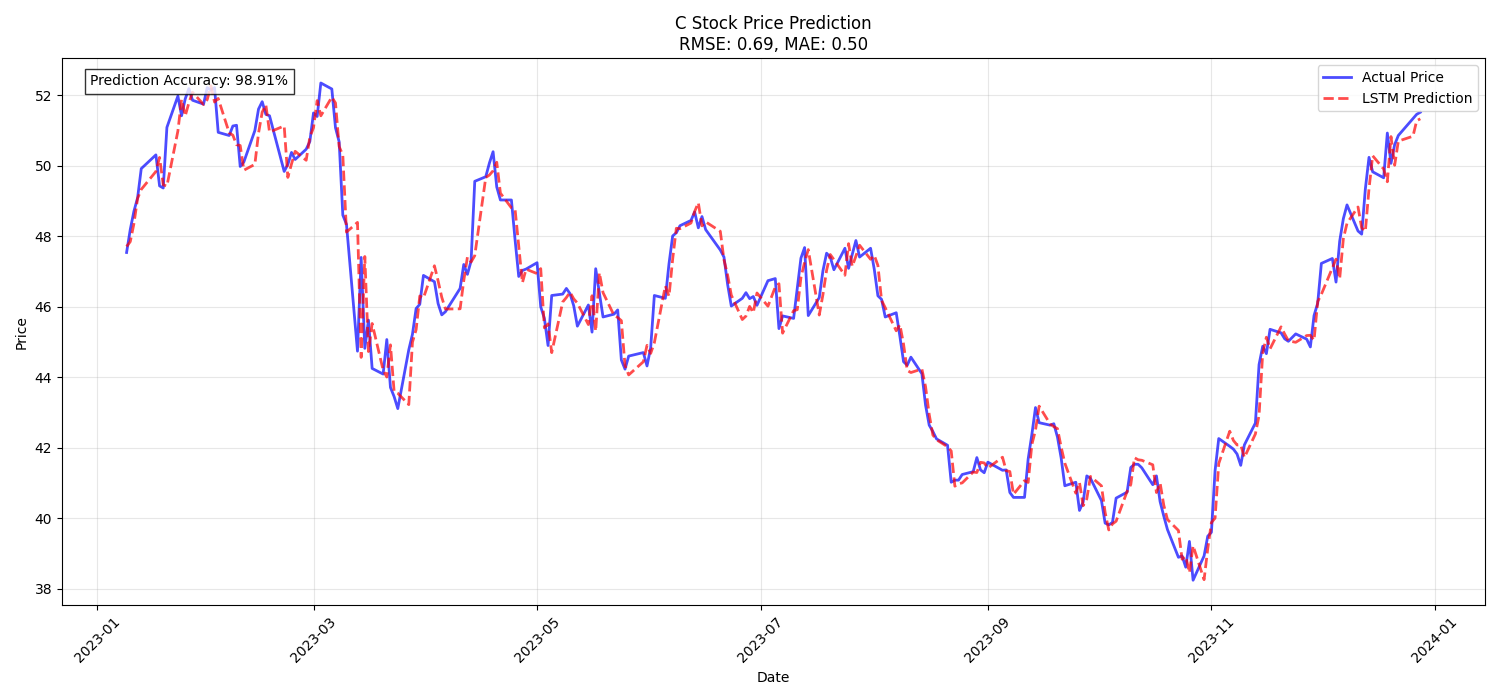 C Stock Price Prediction
RMSE: 0.69, MAE: 0.50
Prediction Accuracy: 98.91%
Actual Price
LSTM Prediction
52
50
48
46
44
42
40
38
Price
2023-01
2023-03
2023-05
2023-07
2023-09
2023-11
2024-01
Date